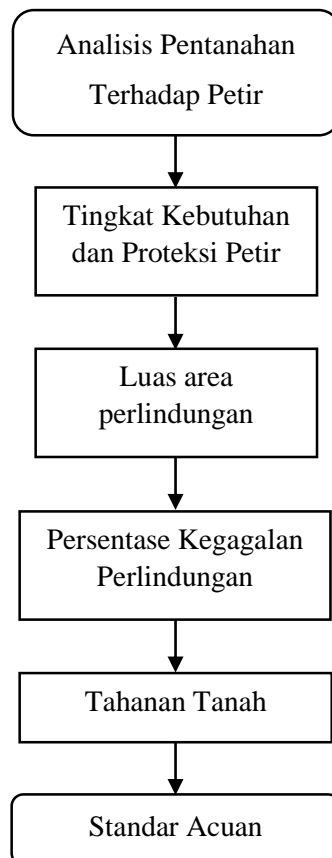 Analisis Pentanahan
Terhadap Petir
Tingkat Kebutuhan
dan Proteksi Petir
Luas area
perlindungan
Persentase Kegagalan
Perlindungan
Tahanan Tanah
Standar Acuan